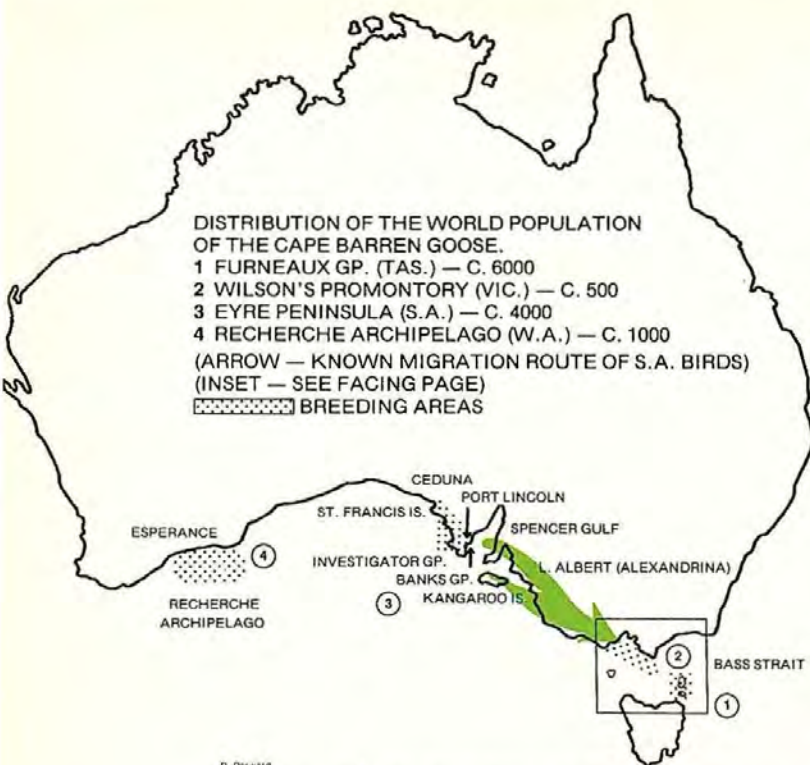 DISTRIBUTION OF THE WORLD POPULATION
OF THE CAPE BARREN GOOSE.
1 FURNEAUX GP. (TAS.) — C. 6000
2 WILSON'S PROMONTORY (VIC.) — C. 500
3 EYRE PENINSULA (S.A.) — C. 4000
4 RECHERCHE ARCHIPELAGO (W.A.) — C. 1000
(ARROW — KNOWN MIGRATION ROUTE OF S.A. BIRDS)
(INSET — SEE FACING PAGE)
BREEDING AREAS
CEDUNA
PORT LINCOLN
ST. FRANCIS IS.
SPENCER GULF
ESPERANCE
4
INVESTIGATOR GP.
L. ALBERT (ALEXANDRINA)
BANKS GP.
KANGAROO IS.
3
RECHERCHE
ARCHIPELAGO
2
BASS STRAIT
1